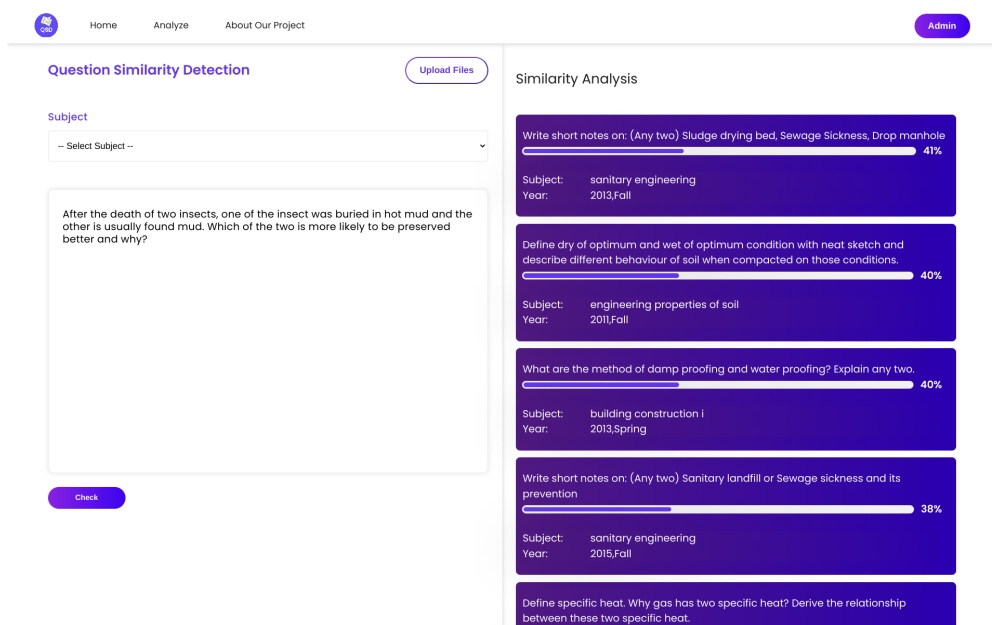 QSD
Home
Analyze
About Our Project
Admin
Question Similarity Detection
Upload Files
Subject
-- Select Subject --
After the death of two insects, one of the insect was buried in hot mud and the
other is usually found mud. Which of the two is more likely to be preserved
better and why?
Check
Similarity Analysis
Write short notes on: (Any two) Sludge drying bed, Sewage Sickness, Drop manhole
41%
Subject: sanitary engineering
Year: 2013,Fall
Define dry of optimum and wet of optimum condition with neat sketch and
describe different behaviour of soil when compacted on those conditions.
40%
Subject: engineering properties of soil
Year: 2011,Fall
What are the method of damp proofing and water proofing? Explain any two.
40%
Subject: building construction i
Year: 2013,Spring
Write short notes on: (Any two) Sanitary landfill or Sewage sickness and its
prevention
38%
Subject: sanitary engineering
Year: 2015,Fall
Define specific heat. Why gas has two specific heat? Derive the relationship
between these two specific heat.